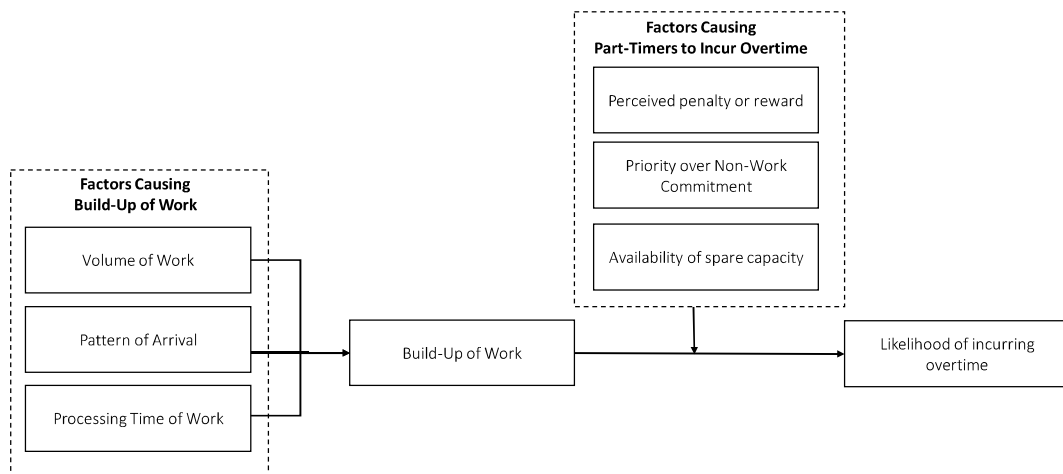 Factors Causing
Part-Timers to Incur Overtime
Perceived penalty or reward
Priority over Non-Work
Commitment
Availability of spare capacity
Factors Causing
Build-Up of Work
Volume of Work
Pattern of Arrival
Processing Time of Work
Build-Up of Work
Likelihood of incurring
overtime